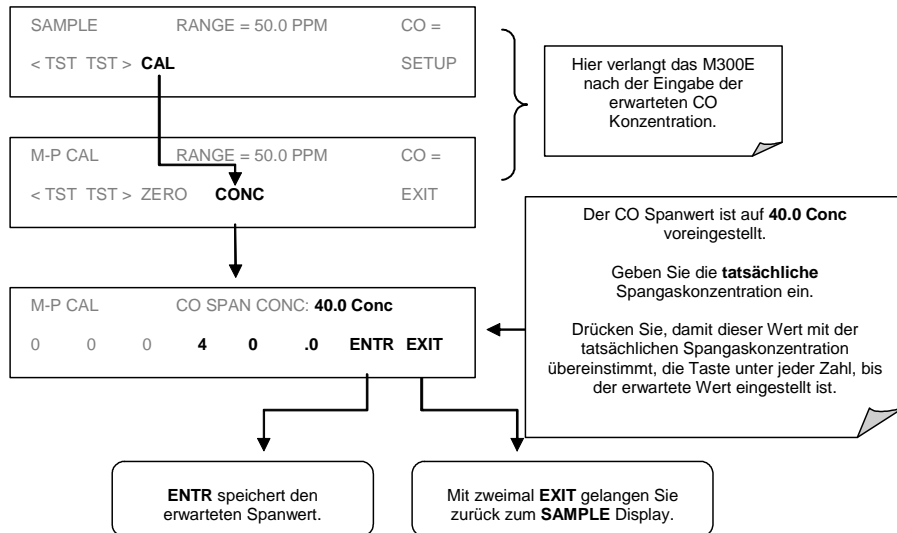 SAMPLE RANGE = 50.0 PPM CO =
< TST TST > CAL SETUP
Hier verlangt das M300E
nach der Eingabe der
erwarteten CO
Konzentration.
M-P CAL RANGE = 50.0 PPM CO =
< TST TST > ZERO CONC EXIT
Der CO Spanwert ist auf 40.0 Conc
voreingestellt.
Geben Sie die tatsächliche
Spangaskonzentration ein.
Drücken Sie, damit dieser Wert mit der
tatsächlichen Spangaskonzentration
übereinstimmt, die Taste unter jeder Zahl, bis
der erwartete Wert eingestellt ist.
M-P CAL CO SPAN CONC: 40.0 Conc
0 0 0 4 0 .0 ENTR EXIT
ENTR speichert den
erwarteten Spanwert.
Mit zweimal EXIT gelangen Sie
zurück zum SAMPLE Display.